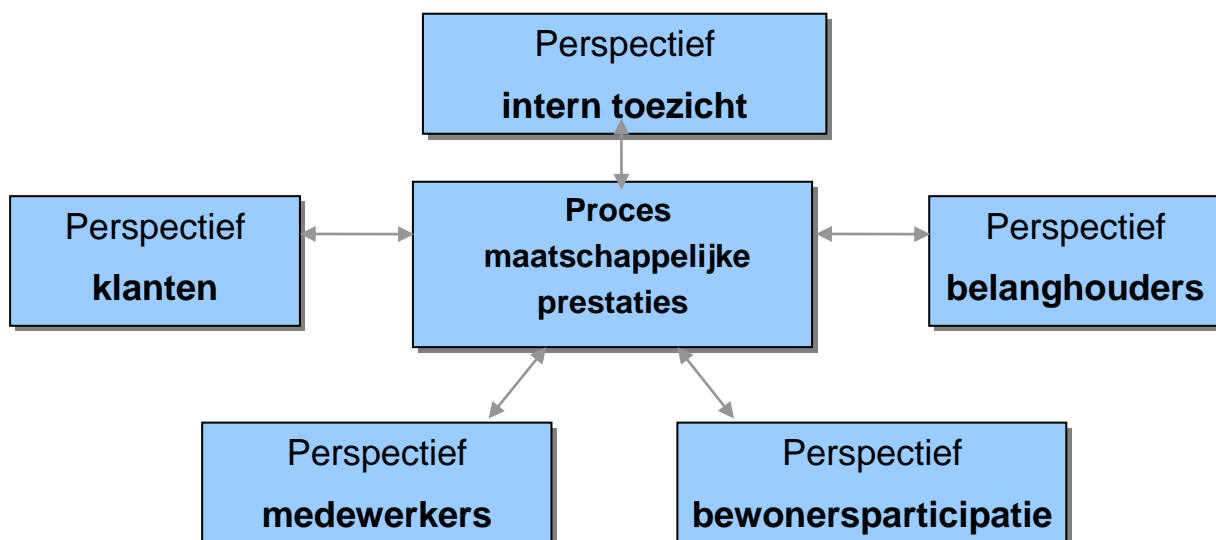 Perspectief
intern toezicht
Perspectief
klanten
Proces
maatschappelijke
prestaties
Perspectief
belanghouders
Perspectief
medewerkers
Perspectief
bewonersparticipatie